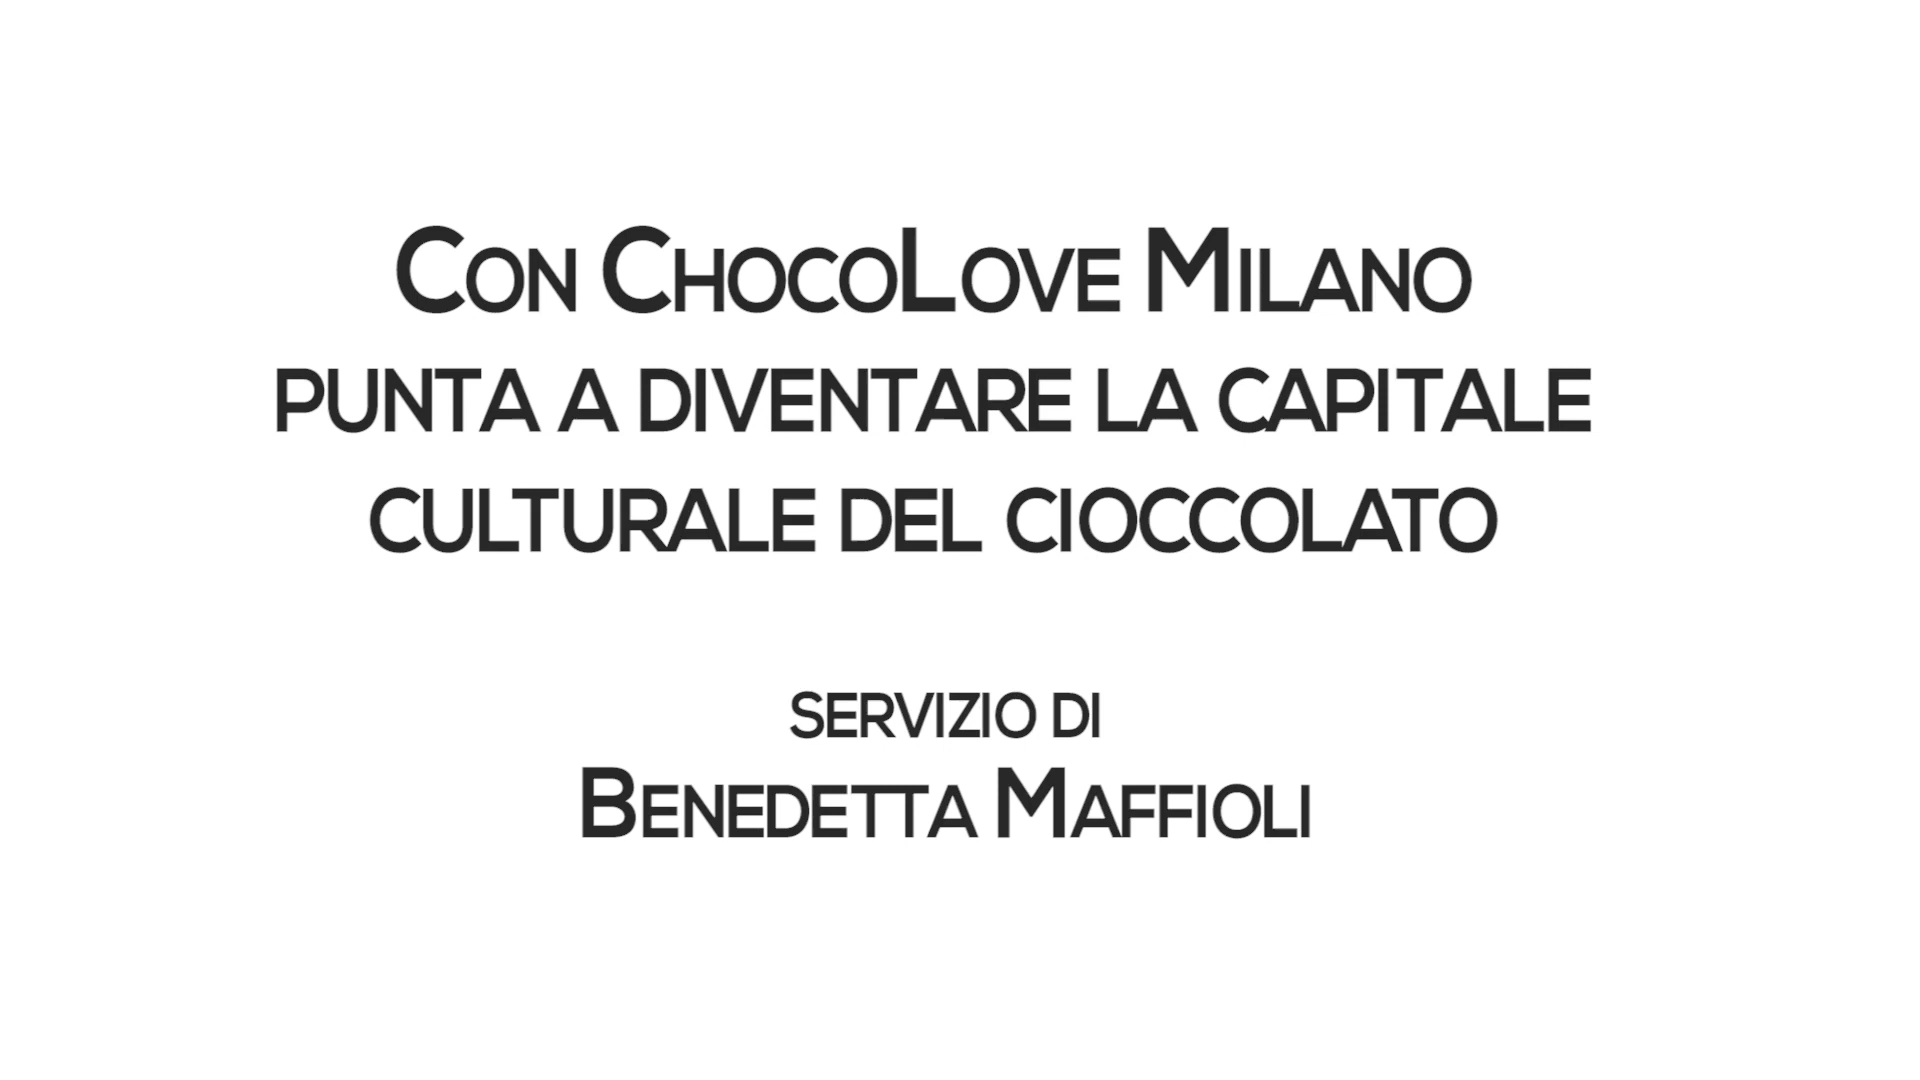 Con ChocoLove Milano
punta a diventare la capitale
culturale del cioccolato
servizio di
Benedetta Maffioli